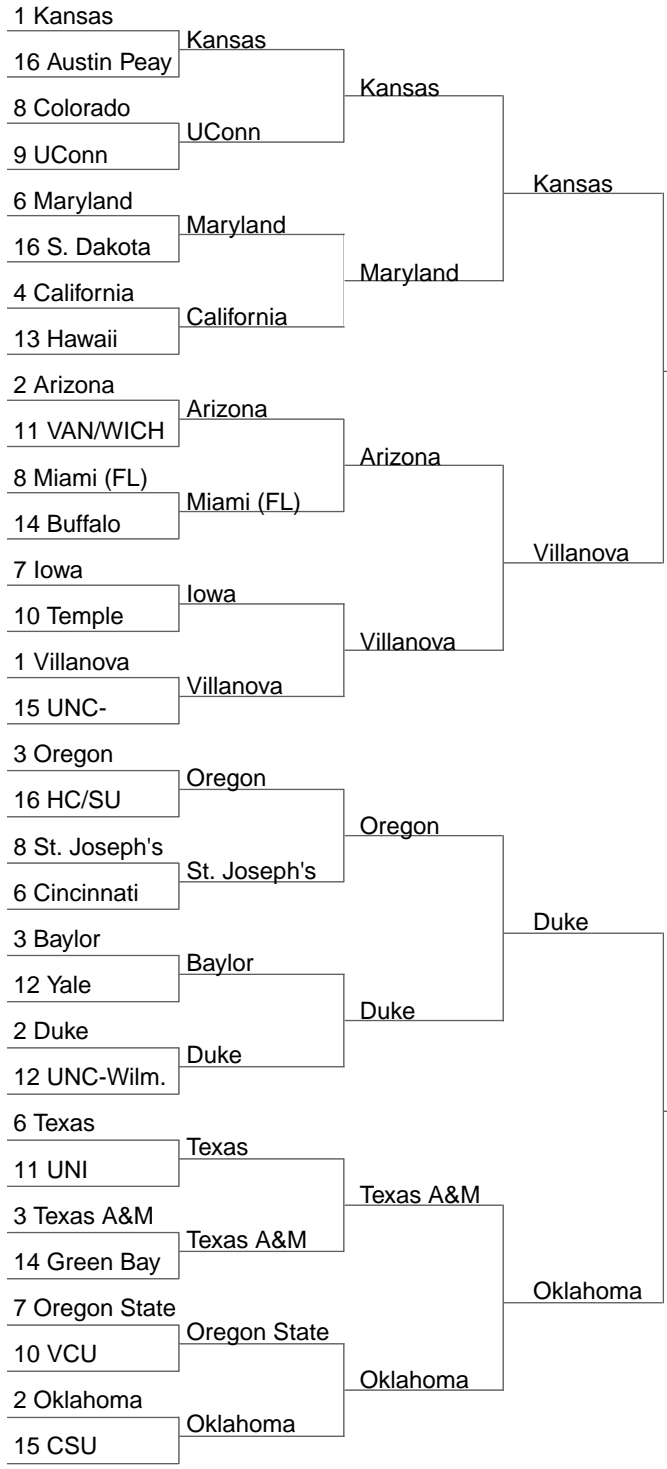 1 Kansas
16 Austin Peay
8 Colorado
9 UConn
6 Maryland
16 S. Dakota
4 California
13 Hawaii
2 Arizona
11 VAN/WICH
8 Miami (FL)
14 Buffalo
7 Iowa
10 Temple
1 Villanova
15 UNC-
3 Oregon
16 HC/SU
8 St. Joseph's
6 Cincinnati
3 Baylor
12 Yale
2 Duke
12 UNC-Wilm.
6 Texas
11 UNI
3 Texas A&M
14 Green Bay
7 Oregon State
10 VCU
2 Oklahoma
15 CSU
Kansas
UConn
Maryland
California
Arizona
Miami (FL)
Iowa
Villanova
Oregon
St. Joseph's
Baylor
Duke
Texas
Texas A&M
Oregon State
Oklahoma
Kansas
Maryland
Arizona
Villanova
Oregon
Duke
Texas A&M
Oklahoma
Kansas
Villanova
Duke
Oklahoma